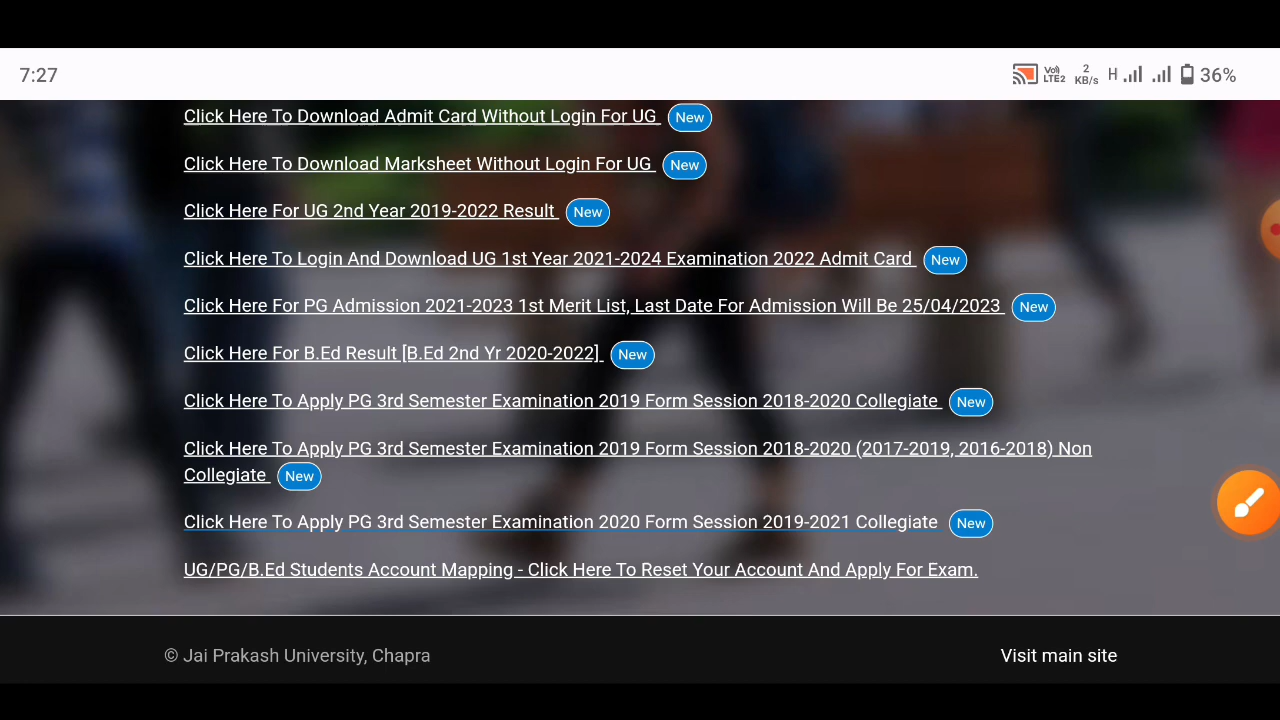 7:27
Vo) LTE2 2 KB/s H 36%
Click Here To Download Admit Card Without Login For UG New
Click Here To Download Marksheet Without Login For UG New
Click Here For UG 2nd Year 2019-2022 Result New
Click Here To Login And Download UG 1st Year 2021-2024 Examination 2022 Admit Card New
Click Here For PG Admission 2021-2023 1st Merit List, Last Date For Admission Will Be 25/04/2023 New
Click Here For B.Ed Result [B.Ed 2nd Yr 2020-2022] New
Click Here To Apply PG 3rd Semester Examination 2019 Form Session 2018-2020 Collegiate New
Click Here To Apply PG 3rd Semester Examination 2019 Form Session 2018-2020 (2017-2019, 2016-2018) Non
Collegiate New
Click Here To Apply PG 3rd Semester Examination 2020 Form Session 2019-2021 Collegiate New
UG/PG/B.Ed Students Account Mapping - Click Here To Reset Your Account And Apply For Exam.
© Jai Prakash University, Chapra
Visit main site